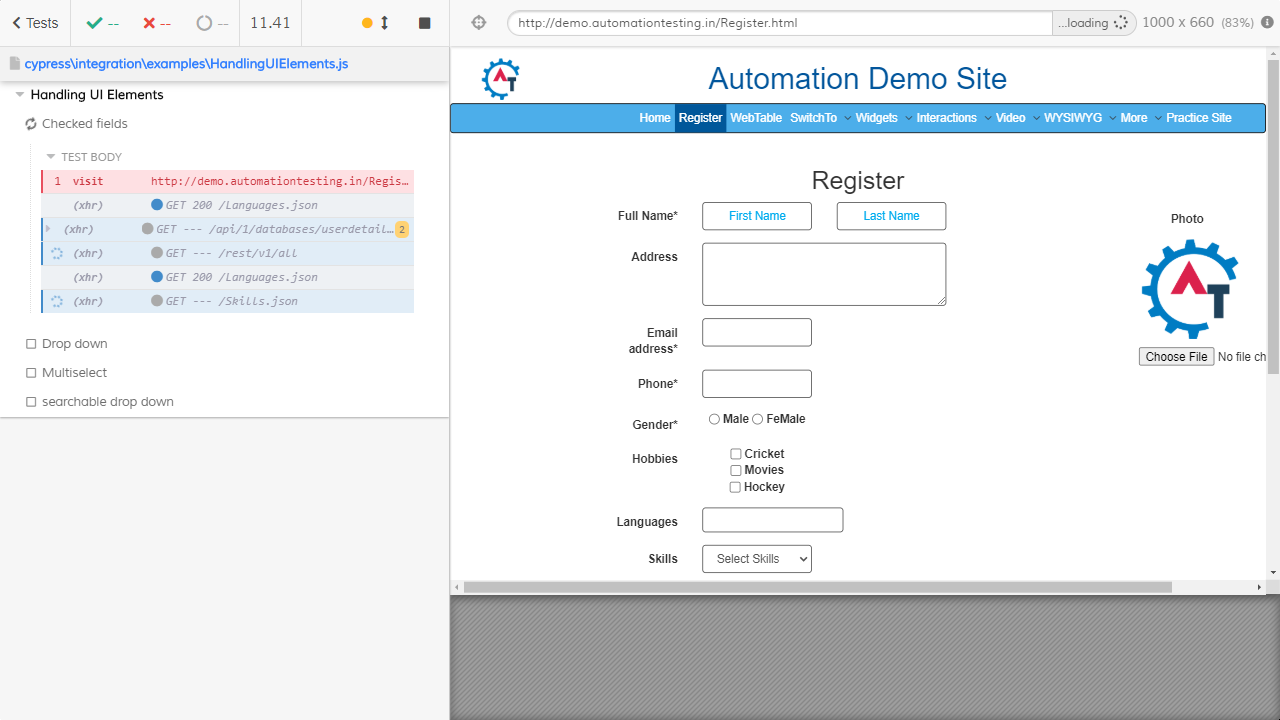 Tests -- -- -- 11.41
http://demo.automationtesting.in/Register.html ...loading 1000 x 660 (83%)
cypress\integration\examples\HandlingUIElements.js
Handling UI Elements
Checked fields
TEST BODY
1 visit http://demo.automationtesting.in/Regis…
(xhr) GET 200 /Languages.json
(xhr) GET --- /api/1/databases/userdetail… 2
(xhr) GET --- /rest/v1/all
(xhr) GET 200 /Languages.json
(xhr) GET --- /Skills.json
Drop down
Multiselect
searchable drop down
AT
Automation Demo Site
Home Register WebTable SwitchTo Widgets Interactions Video WYSIWYG More Practice Site
Register
Full Name* First Name Last Name
Address
Email
address*
Phone*
Gender* Male FeMale
Hobbies Cricket
Movies
Hockey
Languages
Skills Select Skills
Photo
AT
Choose File No file ch